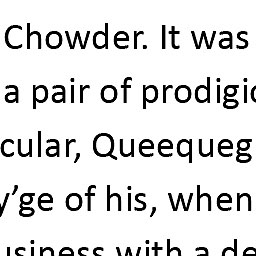 Chowder. It was
a pair of prodigi
cular, Queequeg
y’ge of his, when
usiness with a de